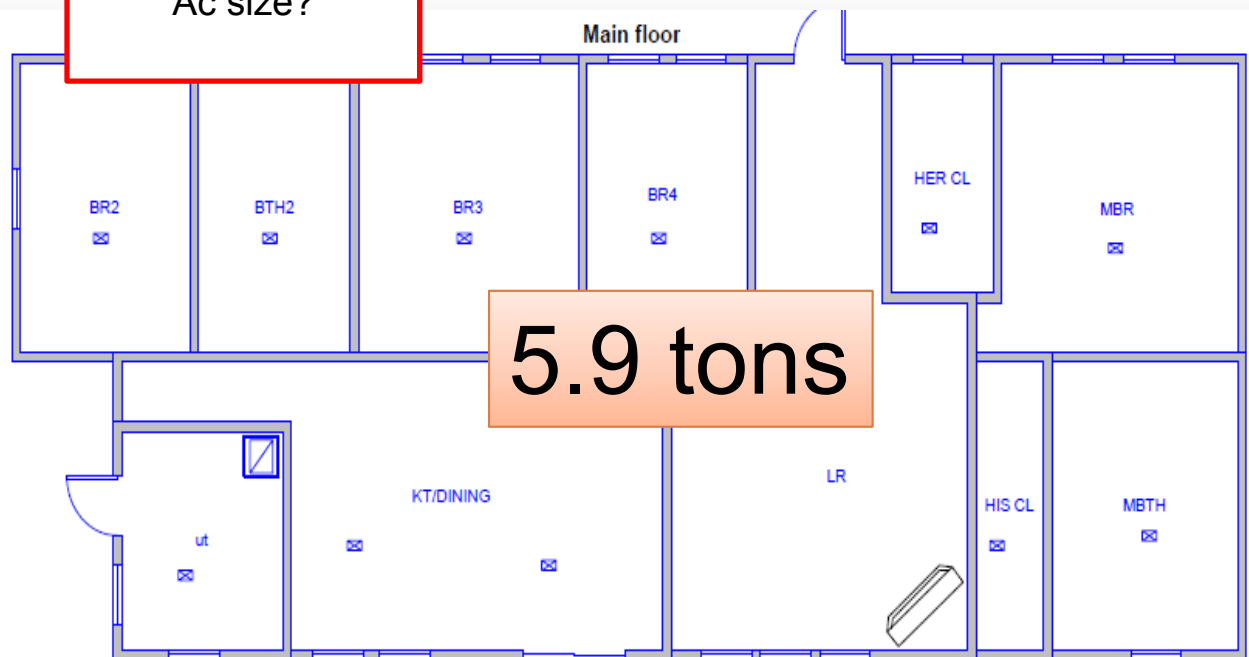 Ac size?
Main floor
BR2
BTH2
BR3
BR4
HER CL
MBR
5.9 tons
KT/DINING
LR
HIS CL
MBTH
ut